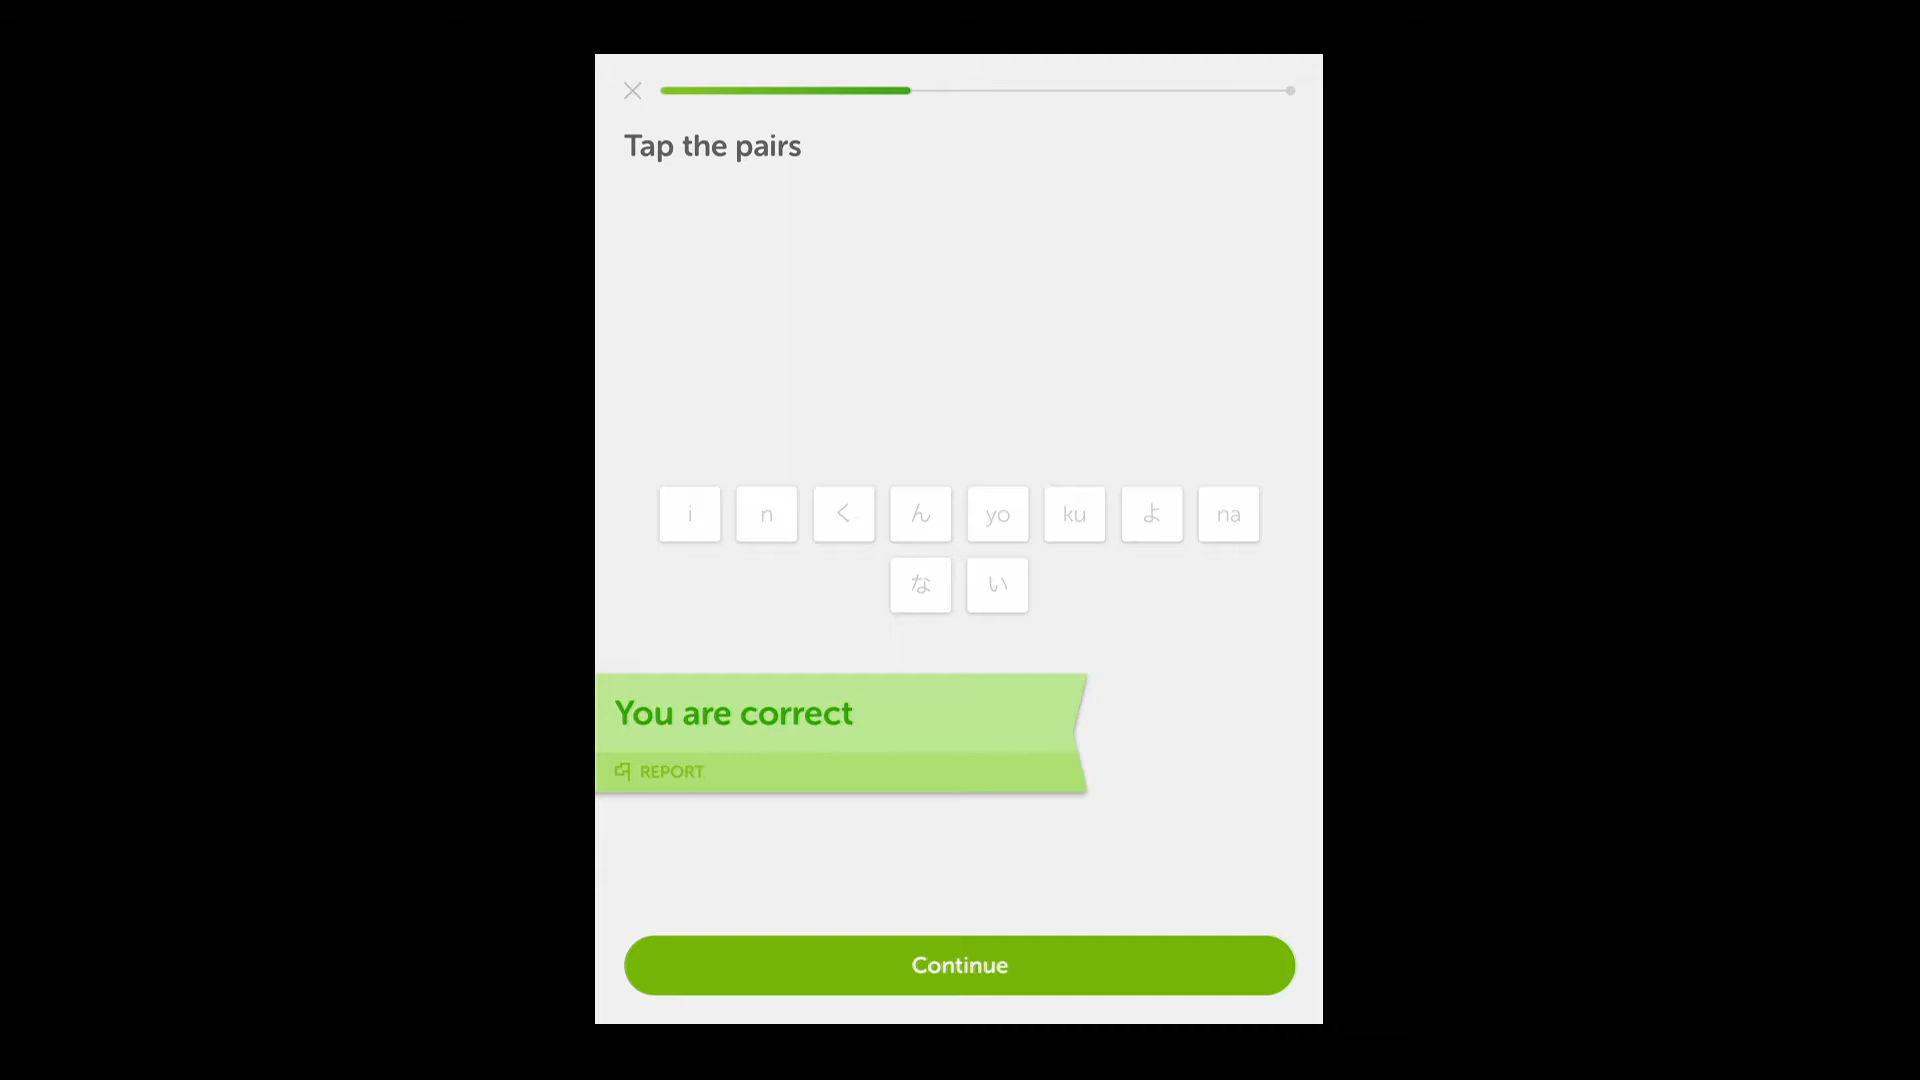 Tap the pairs
i n く ん yo ku よ na
な い
You are correct
REPORT
Continue